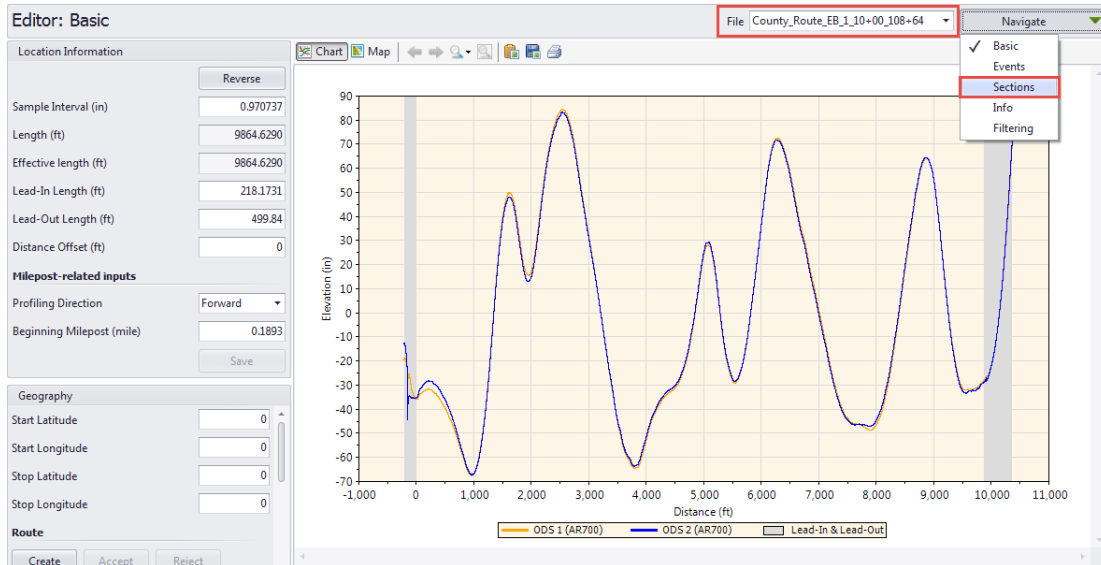 Editor: Basic
File County_Route_EB_1_10+00_108+64
Navigate
Basic
Events
Sections
Info
Filtering
Location Information
Reverse
Sample Interval (in) 0.970737
Length (ft) 9864.6290
Effective length (ft) 9864.6290
Lead-In Length (ft) 218.1731
Lead-Out Length (ft) 499.84
Distance Offset (ft) 0
Milepost-related inputs
Profiling Direction Forward
Beginning Milepost (mile) 0.1893
Save
Geography
Start Latitude 0
Start Longitude 0
Stop Latitude 0
Stop Longitude 0
Route
Create Accept Reject
Chart Map
Elevation (in)
90
80
70
60
50
40
30
20
10
0
-10
-20
-30
-40
-50
-60
-70
-1,000 0 1,000 2,000 3,000 4,000 5,000 6,000 7,000 8,000 9,000 10,000 11,000
Distance (ft)
ODS 1 (AR700) ODS 2 (AR700) Lead-In & Lead-Out